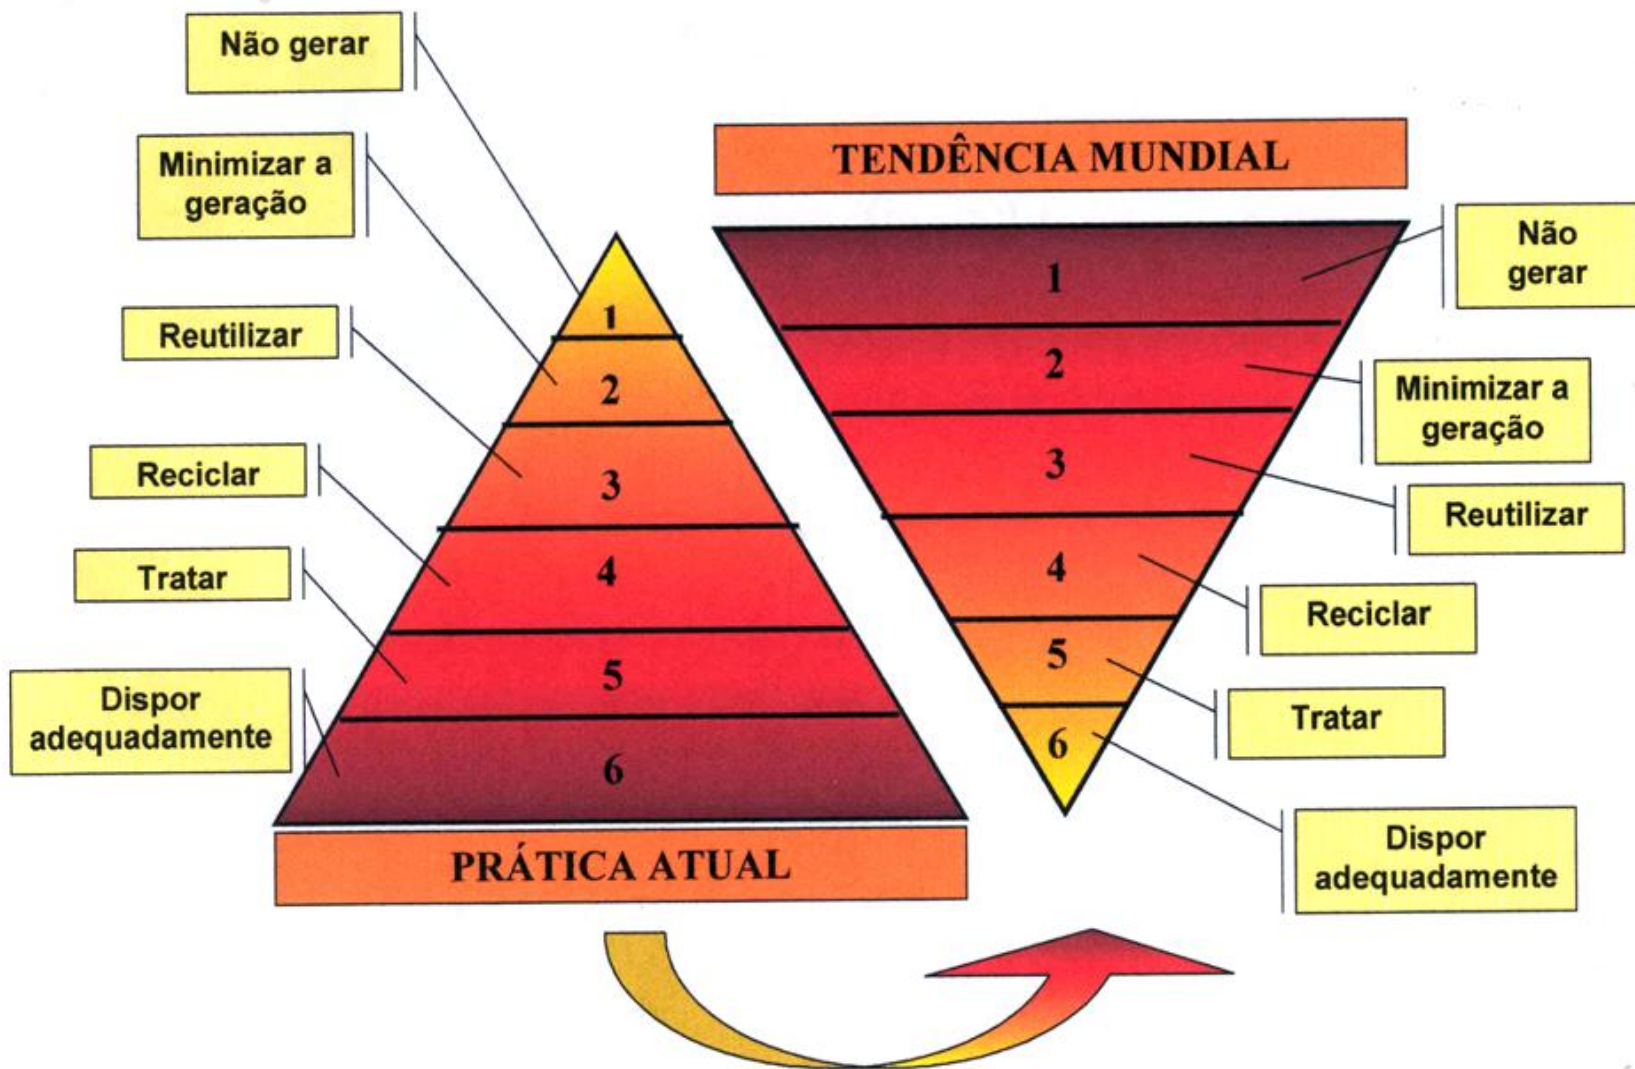 Não gerar
Minimizar a
geração
Reutilizar
Reciclar
Tratar
Dispor
adequadamente
1
2
3
4
5
6
PRÁTICA ATUAL
TENDÊNCIA MUNDIAL
1
2
3
4
5
6
Não
gerar
Minimizar a
geração
Reutilizar
Reciclar
Tratar
Dispor
adequadamente